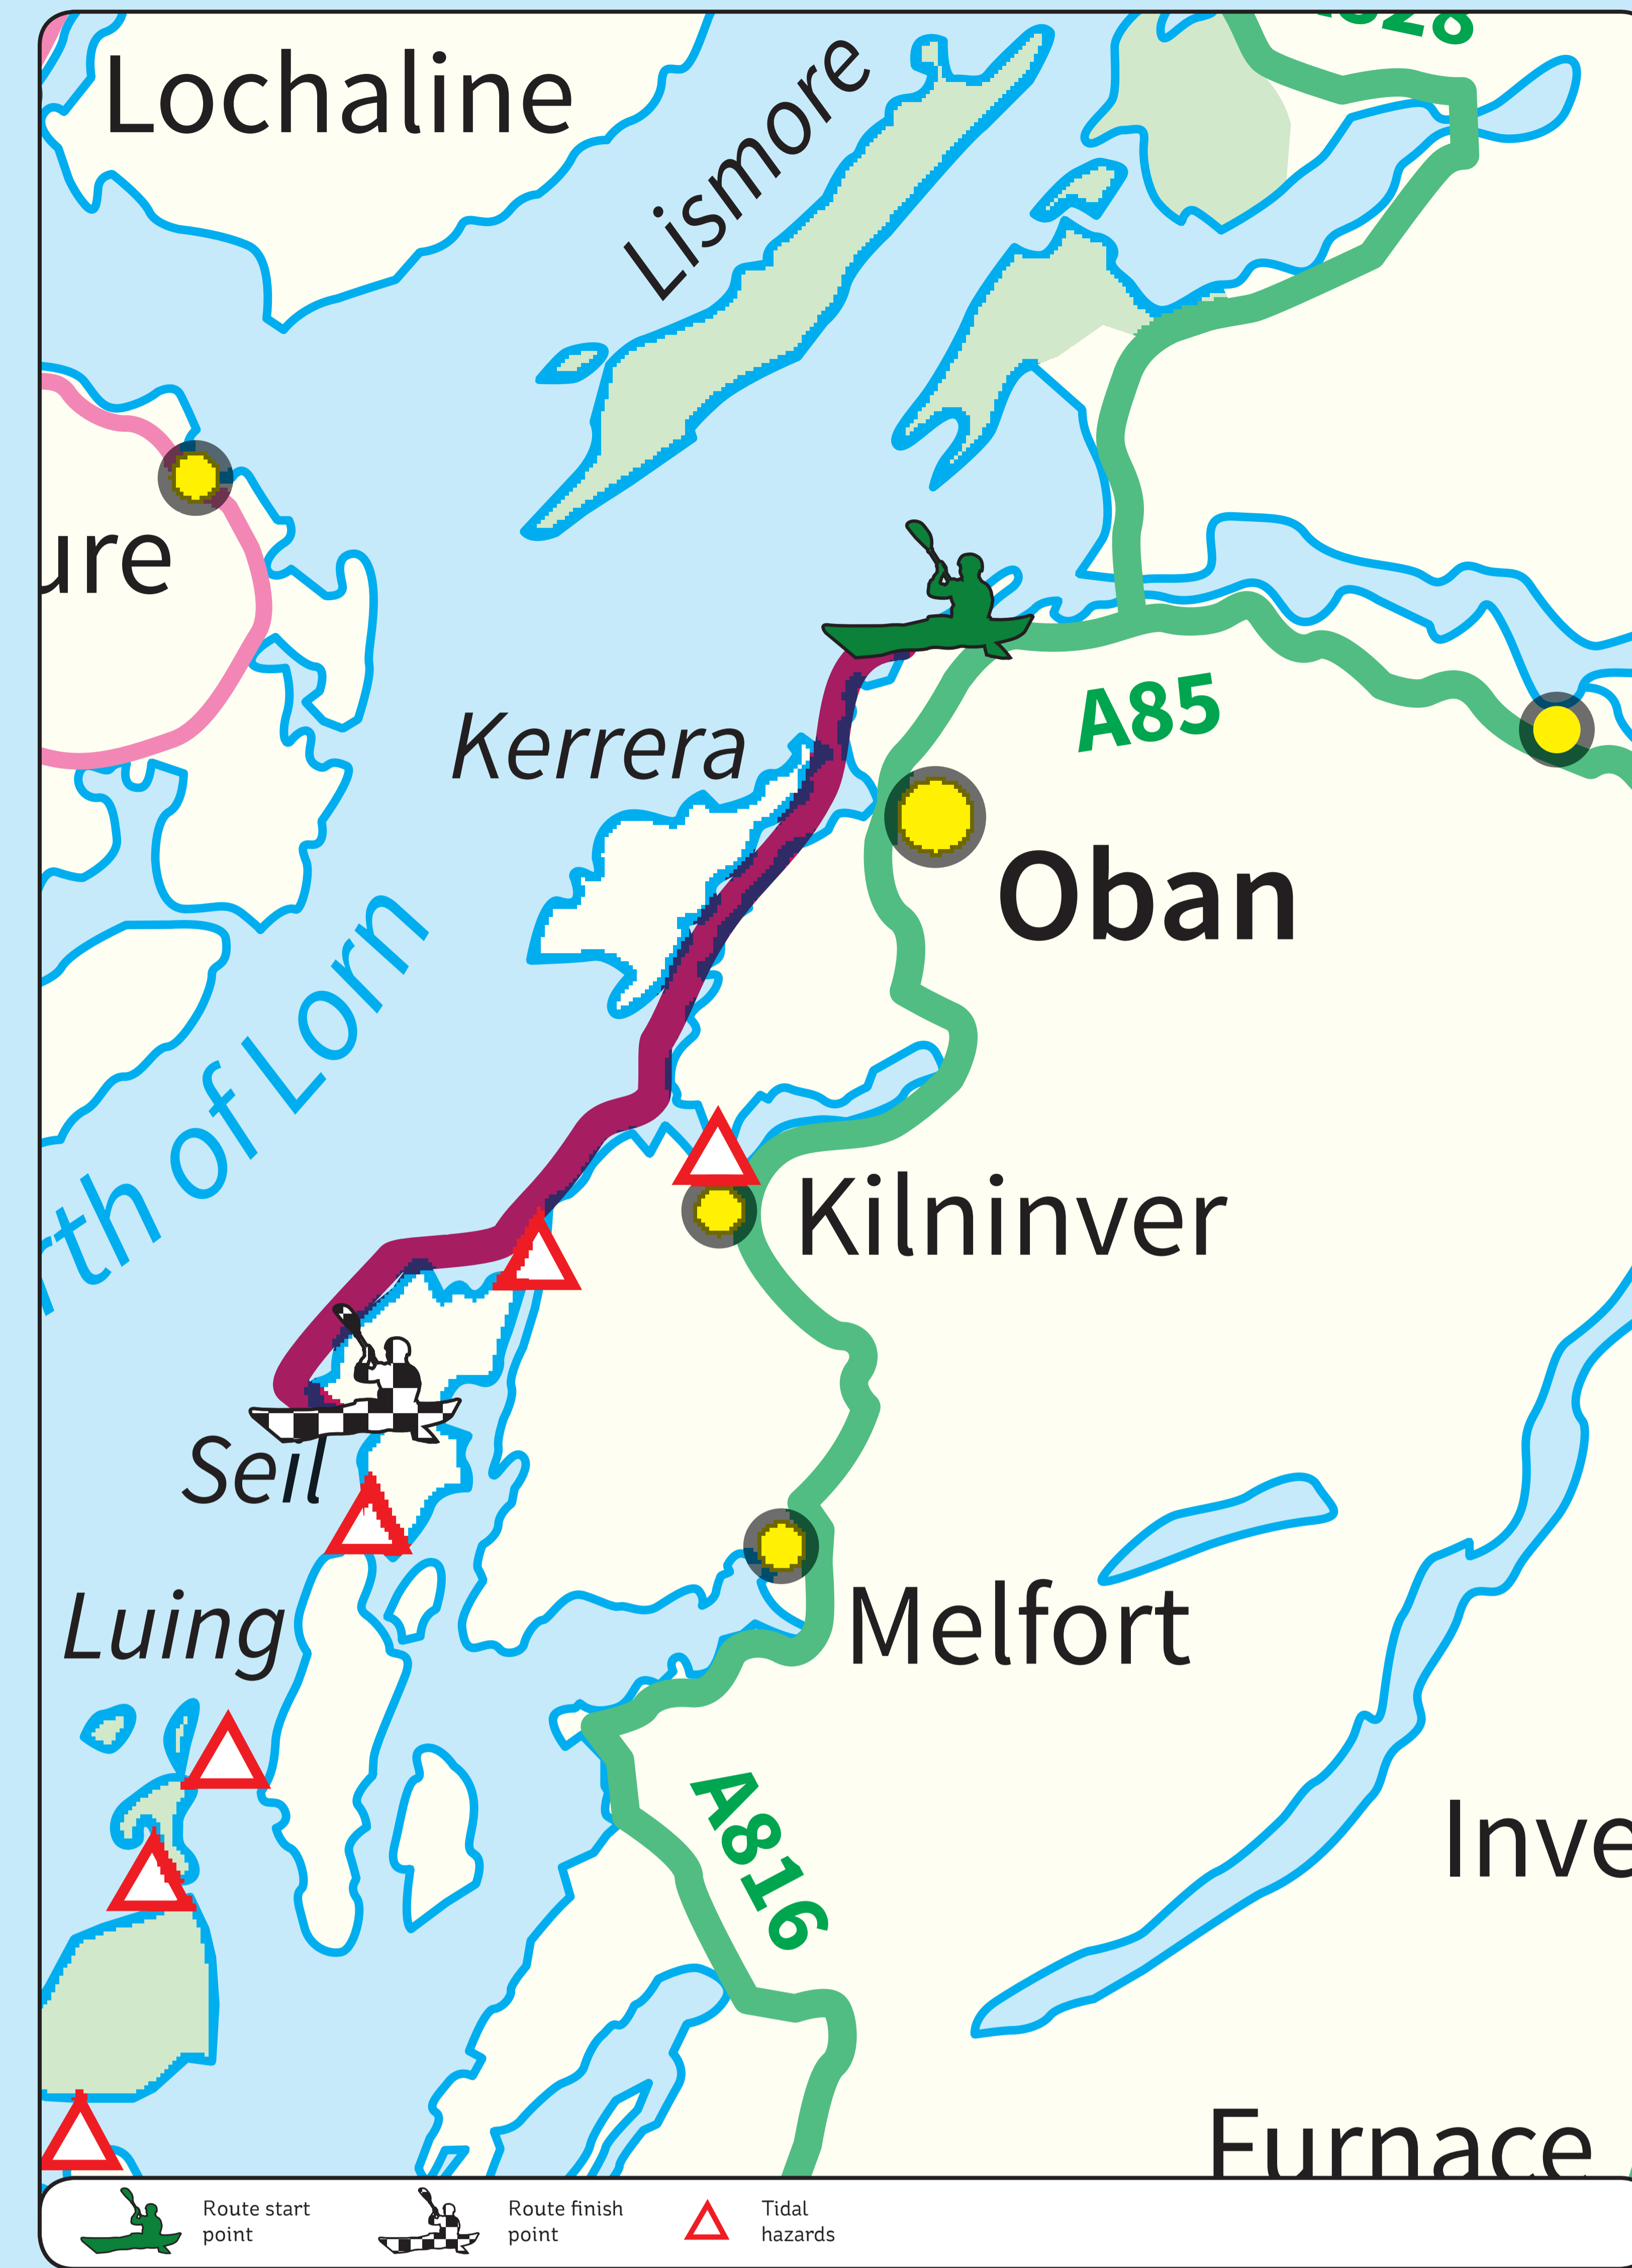 Lochaline
Lismore
ure
Kerrera
A85
Oban
rth of Lorn
Kilninver
Seil
Luing
Melfort
A816
Inve
Furnace
Route start
point
Route finish
point
Tidal
hazards